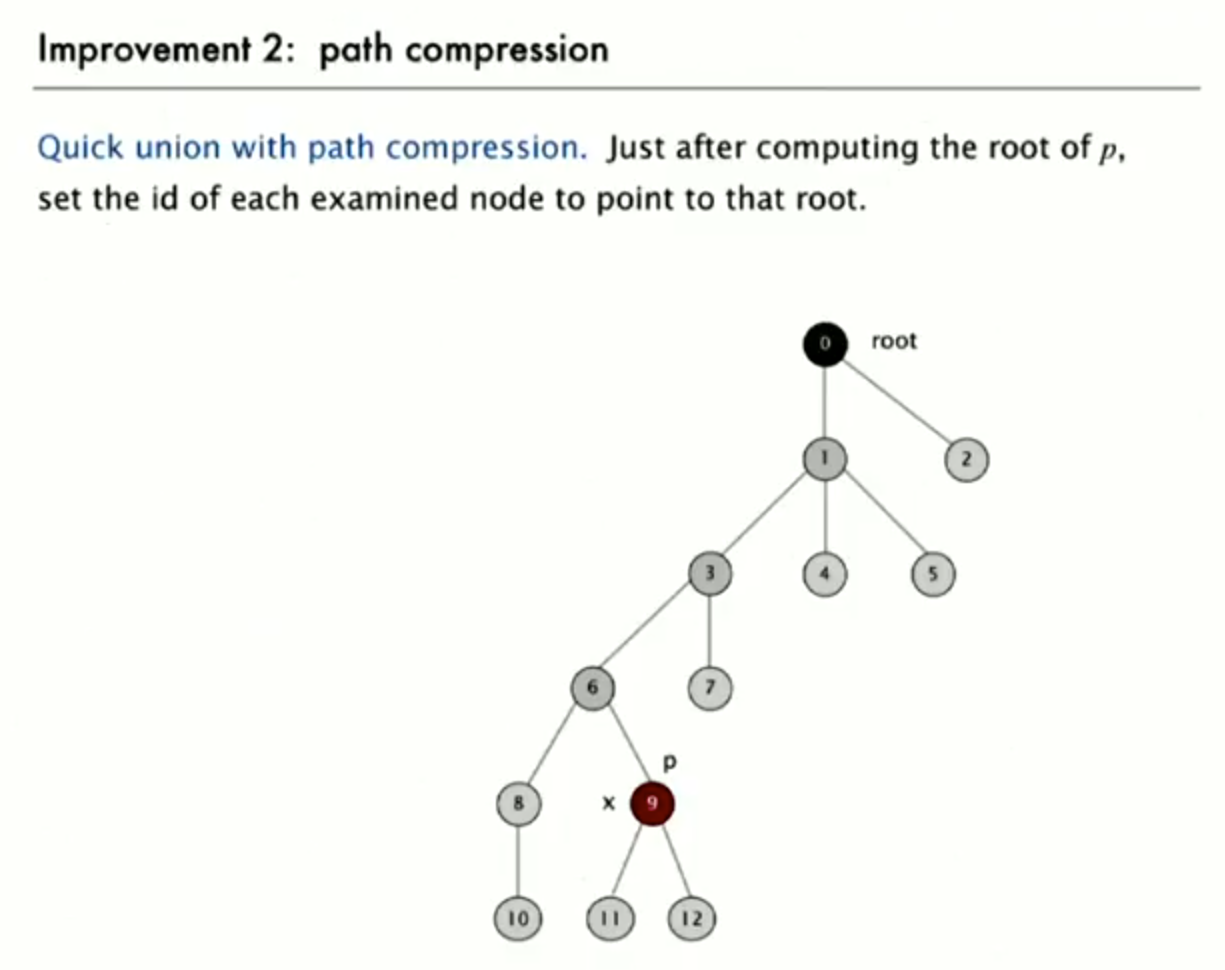 Improvement 2: path compression
Quick union with path compression. Just after computing the root of p,
set the id of each examined node to point to that root.
0 root
1 2
3 4 5
6 7
p
8 x 9
10 11 12